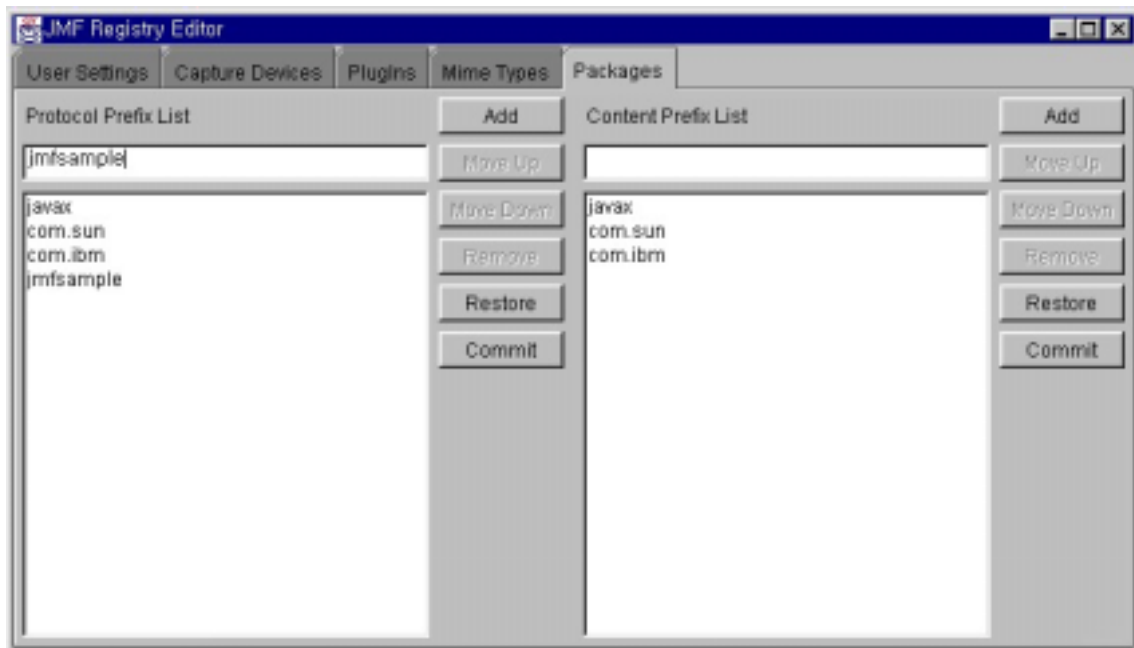 JMF Registry Editor
User Settings Capture Devices PlugIns Mime Types Packages
Protocol Prefix List
Add
jmfsample
Move Up
javax
com.sun
com.ibm
jmfsample
Move Down
Remove
Restore
Commit
Content Prefix List
Add
Move Up
javax
com.sun
com.ibm
Move Down
Remove
Restore
Commit